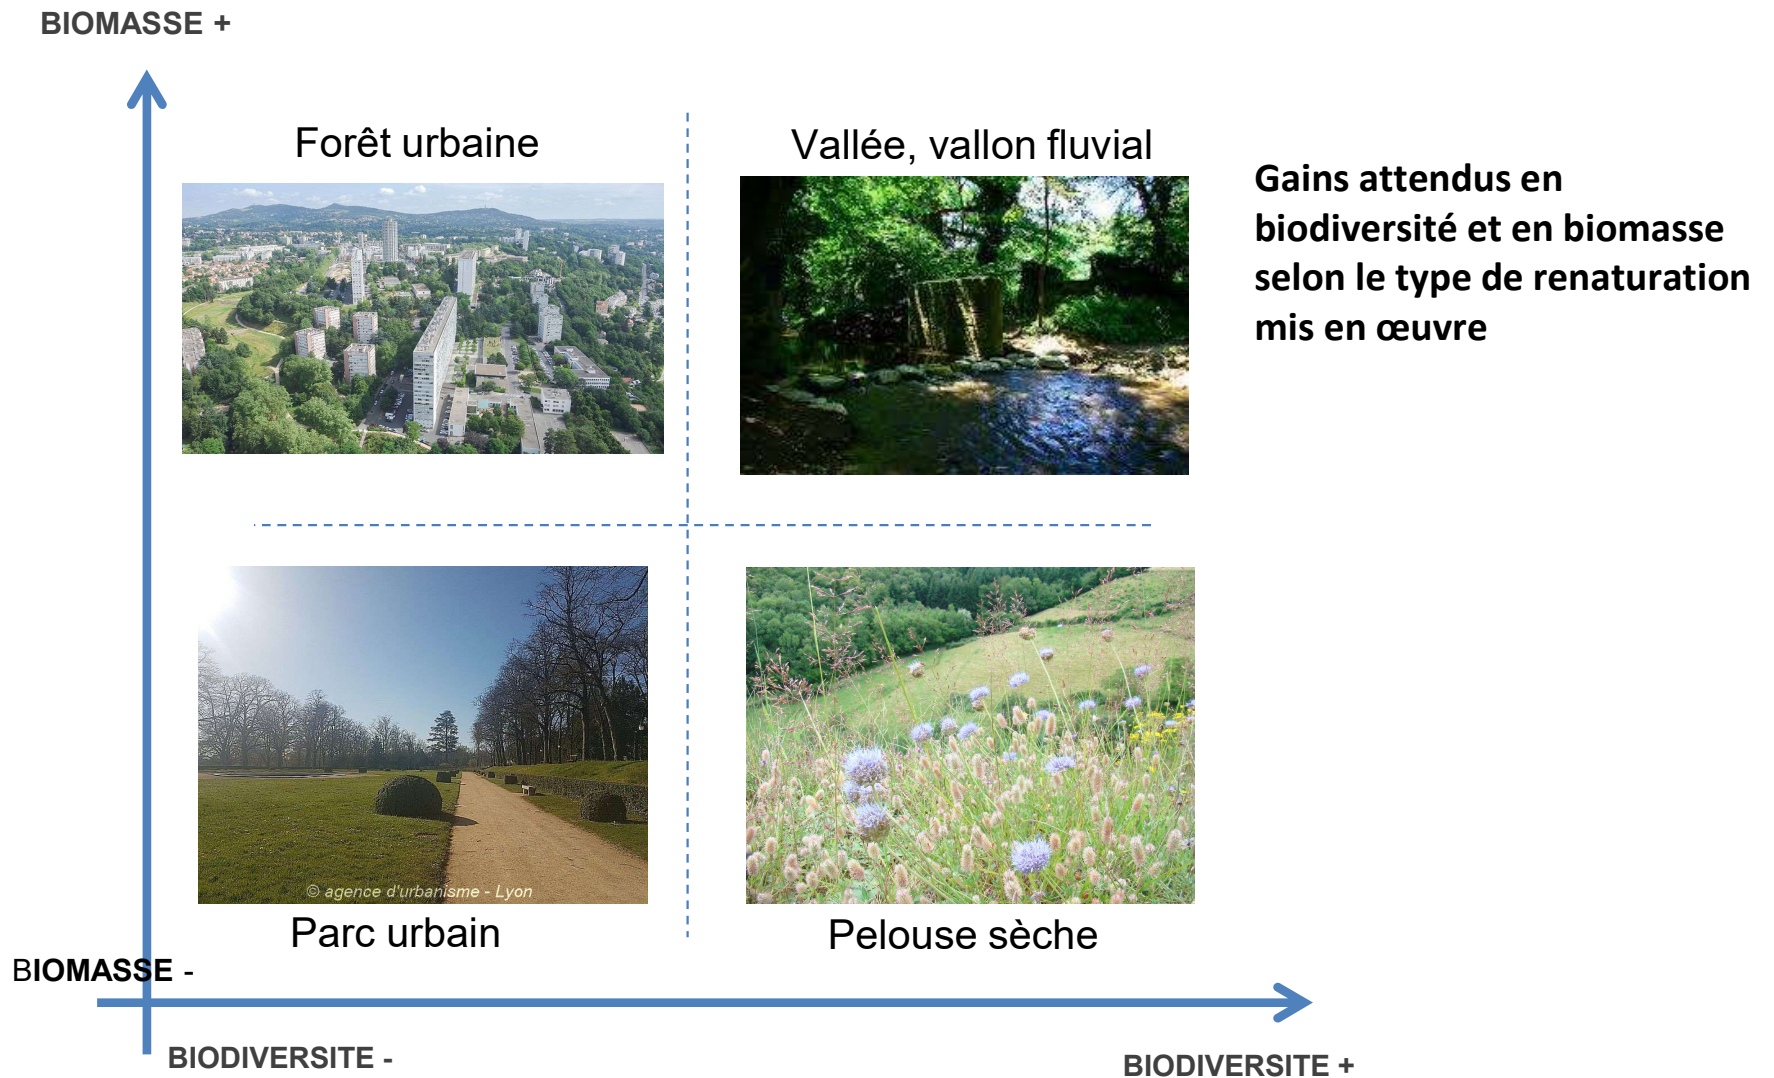 BIOMASSE +
Forêt urbaine
Vallée, vallon fluvial
Gains attendus en
biodiversité et en biomasse
selon le type de renaturation
mis en œuvre
© agence d'urbanisme - Lyon
Parc urbain
Pelouse sèche
BIOMASSE -
BIODIVERSITE -
BIODIVERSITE +